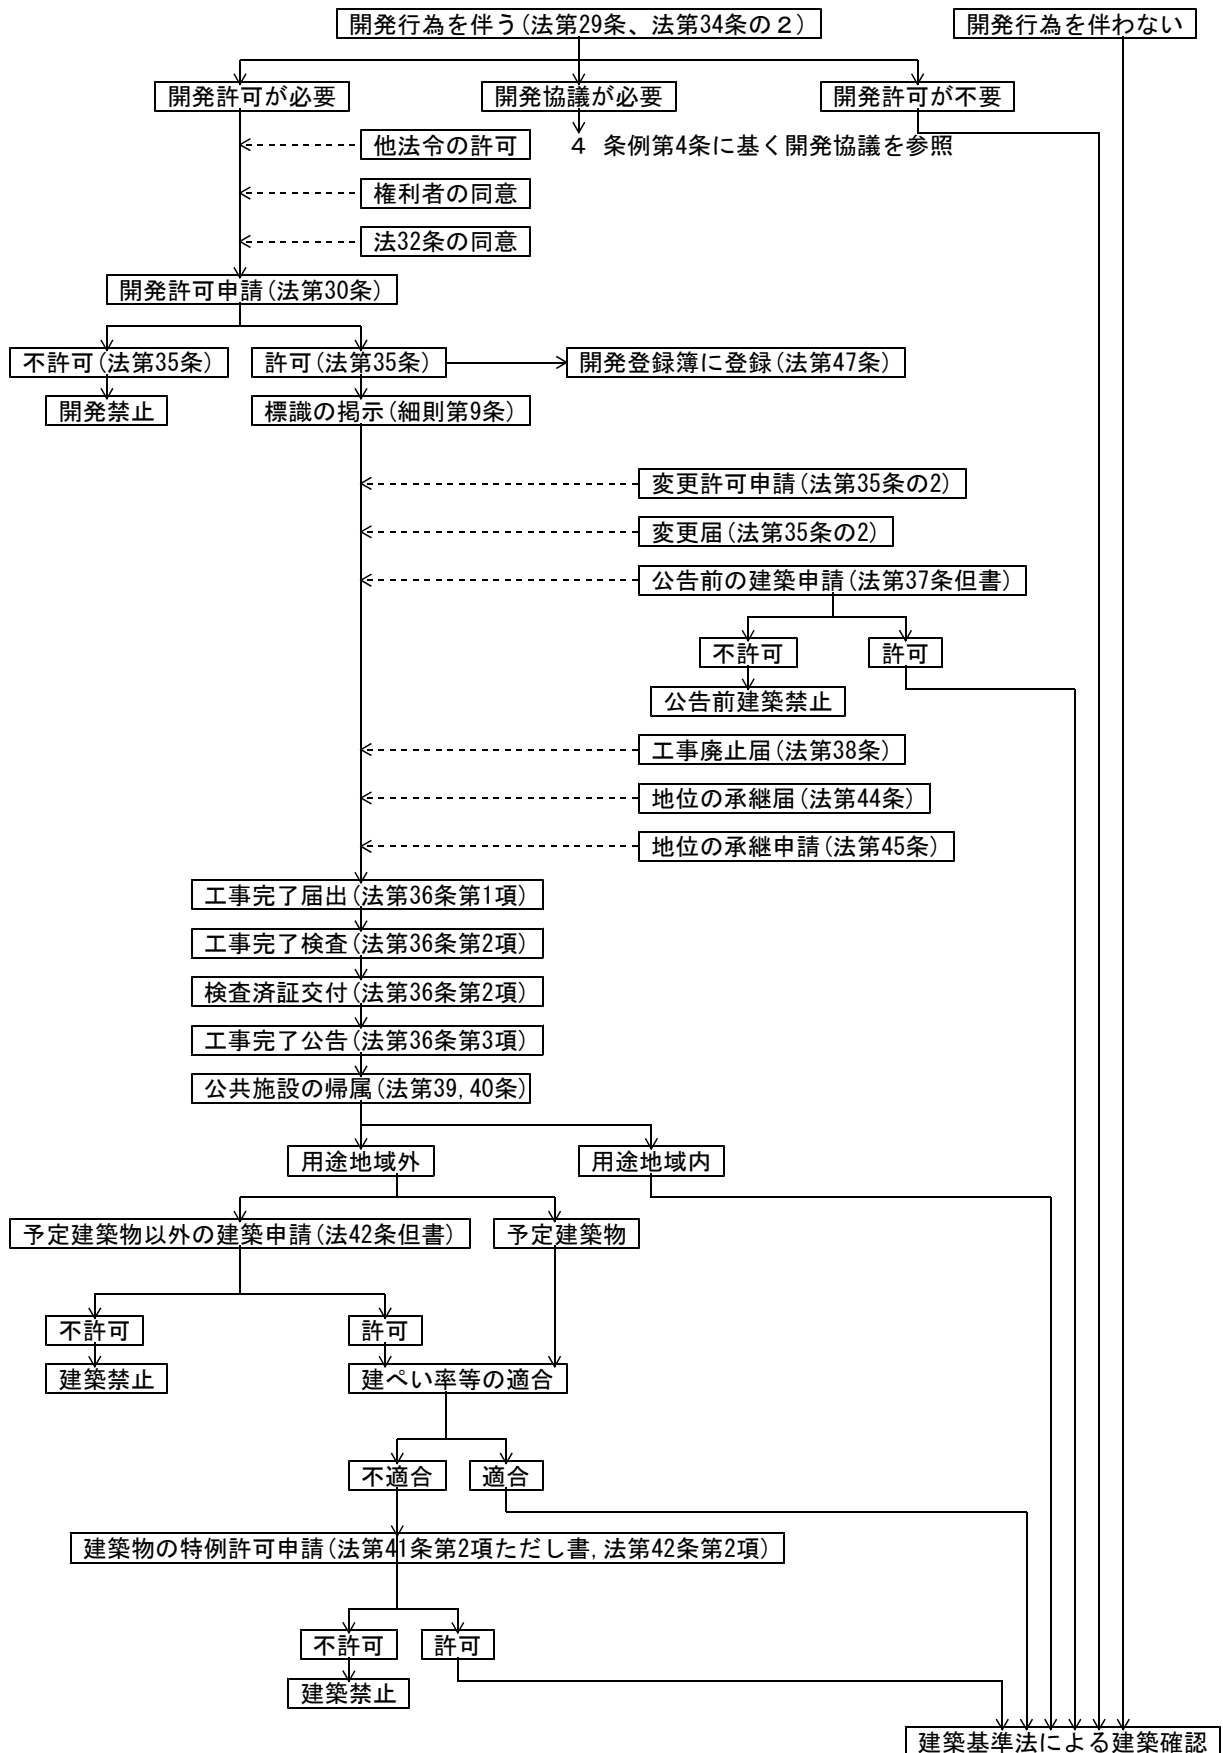 開発行為を伴う(法第29条、法第34条の２)
開発行為を伴わない
開発許可が必要
開発協議が必要
開発許可が不要
他法令の許可
４ 条例第4条に基く開発協議を参照
権利者の同意
法32条の同意
開発許可申請(法第30条)
不許可(法第35条)
許可(法第35条)
開発登録簿に登録(法第47条)
開発禁止
標識の掲示(細則第9条)
変更許可申請(法第35条の2)
変更届(法第35条の2)
公告前の建築申請(法第37条但書)
不許可
許可
公告前建築禁止
工事廃止届(法第38条)
地位の承継届(法第44条)
地位の承継申請(法第45条)
工事完了届出(法第36条第1項)
工事完了検査(法第36条第2項)
検査済証交付(法第36条第2項)
工事完了公告(法第36条第3項)
公共施設の帰属(法第39,40条)
用途地域外
用途地域内
予定建築物以外の建築申請(法42条但書)
予定建築物
不許可
許可
建築禁止
建ぺい率等の適合
不適合
適合
建築物の特例許可申請(法第41条第2項ただし書,法第42条第2項)
不許可
許可
建築禁止
建築基準法による建築確認